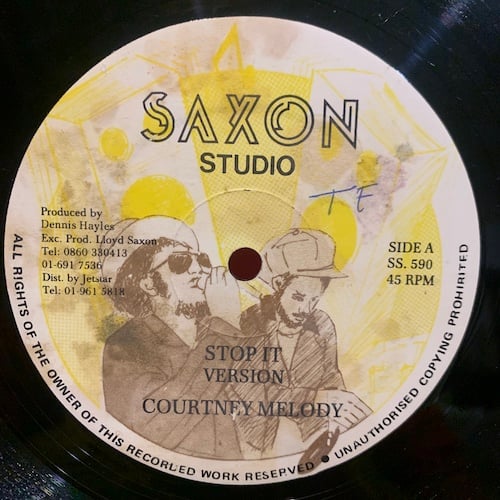 SAXON
STUDIO
TE
Produced by
Dennis Hayles
Exc. Prod. Lloyd Saxon
Tel: 0860 330413
01-691 7536
Dist. by Jetstar
Tel: 01-961 5818
SIDE A
SS. 590
45 RPM
STOP IT
VERSION
COURTNEY MELODY
ALL RIGHTS OF THE OWNER OF THIS RECORDED WORK RESERVED • UNAUTHORISED COPYING PROHIBITED